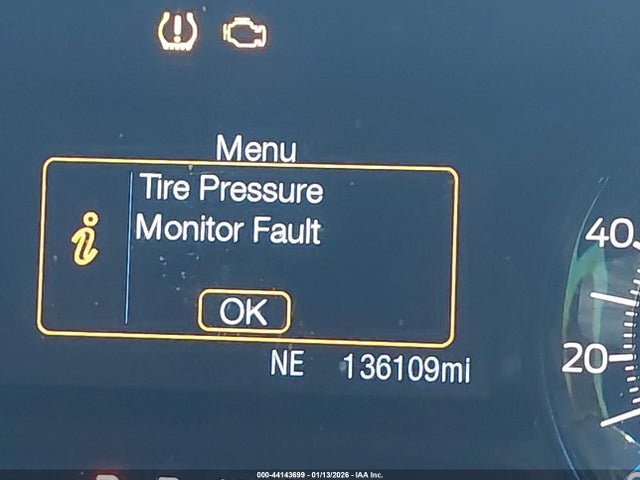 Menu
Tire Pressure
Monitor Fault
i
OK
NE 136109mi
40
20
000-44143699 - 01/13/2026 - IAA Inc.